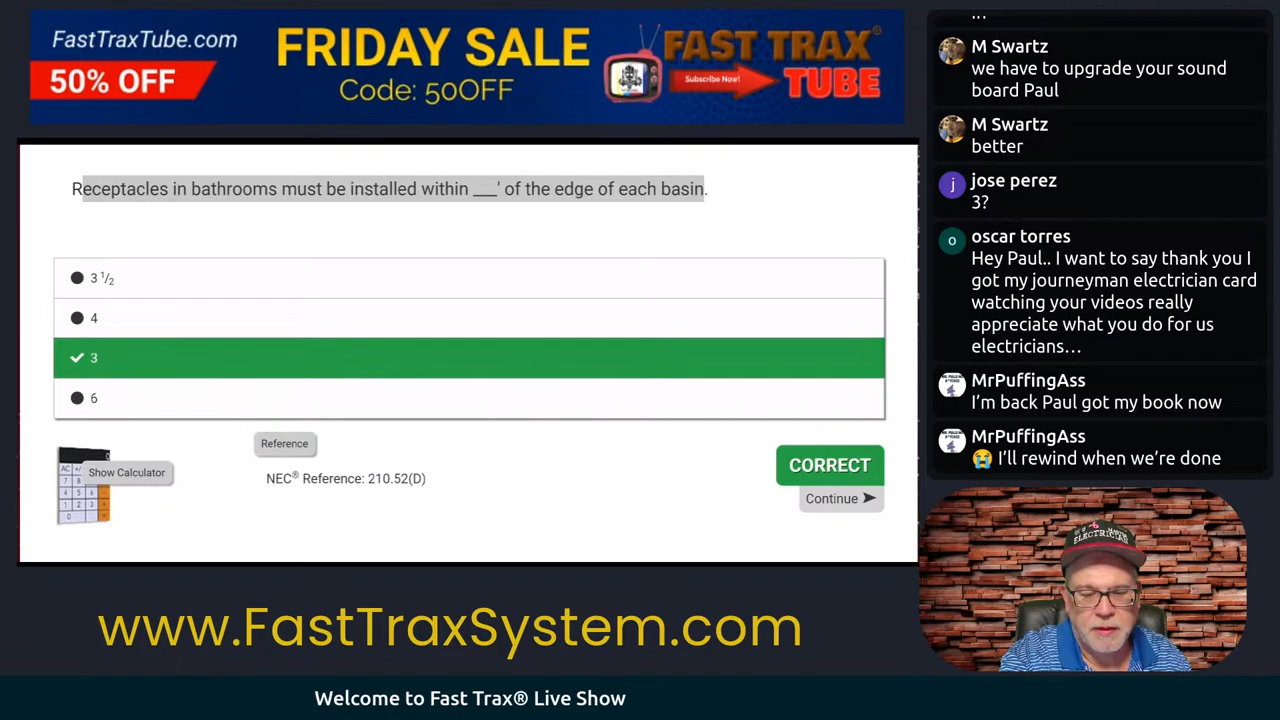 FastTraxTube.com
50% OFF
FRIDAY SALE
Code: 50OFF
FAST TRAX®
Subscribe Now!
TUBE
Receptacles in bathrooms must be installed within ___' of the edge of each basin.
3 1/2
4
3
6
Reference
Show Calculator
NEC® Reference: 210.52(D)
CORRECT
Continue
www.FastTraxSystem.com
Welcome to Fast Trax® Live Show
M Swartz
we have to upgrade your sound
board Paul
M Swartz
better
jose perez
3?
oscar torres
Hey Paul.. I want to say thank you I
got my journeyman electrician card
watching your videos really
appreciate what you do for us
electricians…
MrPuffingAss
I’m back Paul got my book now
MrPuffingAss
😭 I’ll rewind when we’re done
ELECTRICIAN